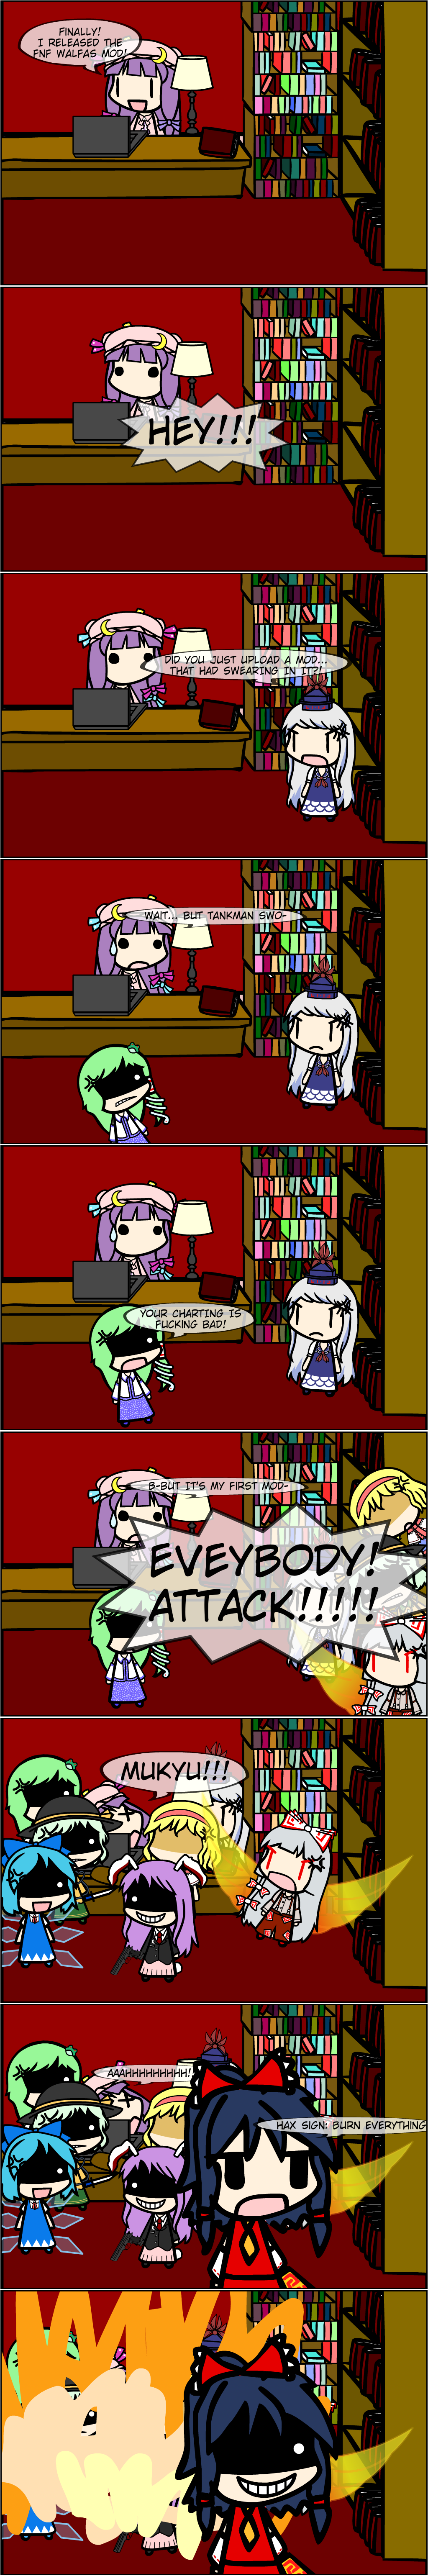 FINALLY!
I RELEASED THE
FNF WALFAS MOD!
HEY!!!
DID YOU JUST UPLOAD A MOD...
THAT HAD SWEARING IN IT?!
WAIT... BUT TANKMAN SWO-
YOUR CHARTING IS
FUCKING BAD!
B-BUT IT'S MY FIRST MOD-
EVEYBODY!
ATTACK!!!!!
MUKYU!!!
AAAHHHHHHHHH!
HAX SIGN: BURN EVERYTHING